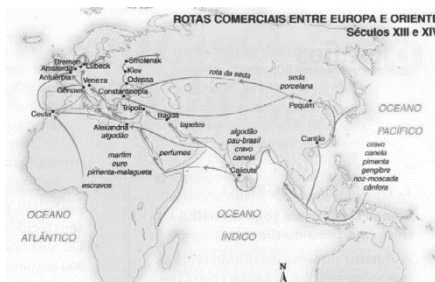 ROTAS COMERCIAIS ENTRE EUROPA E ORIENTE
Séculos XIII e XIV
Bremen
Lübeck
Smolensk
Amsterdã
Kiev
Antuérpia
Odessa
Veneza
Gênova
Constantinopla
rota da seda
seda
porcelana
Pequim
Ceuta
Trípoli
Bagdá
OCEANO
PACÍFICO
Alexandria
algodão
tapetes
Cantão
algodão
pau-brasil
cravo
canela
marfim
ouro
pimenta-malagueta
perfumes
cravo
canela
pimenta
gengibre
noz-moscada
cânfora
Calicute
escravos
OCEANO
ATLÂNTICO
OCEANO
ÍNDICO
N